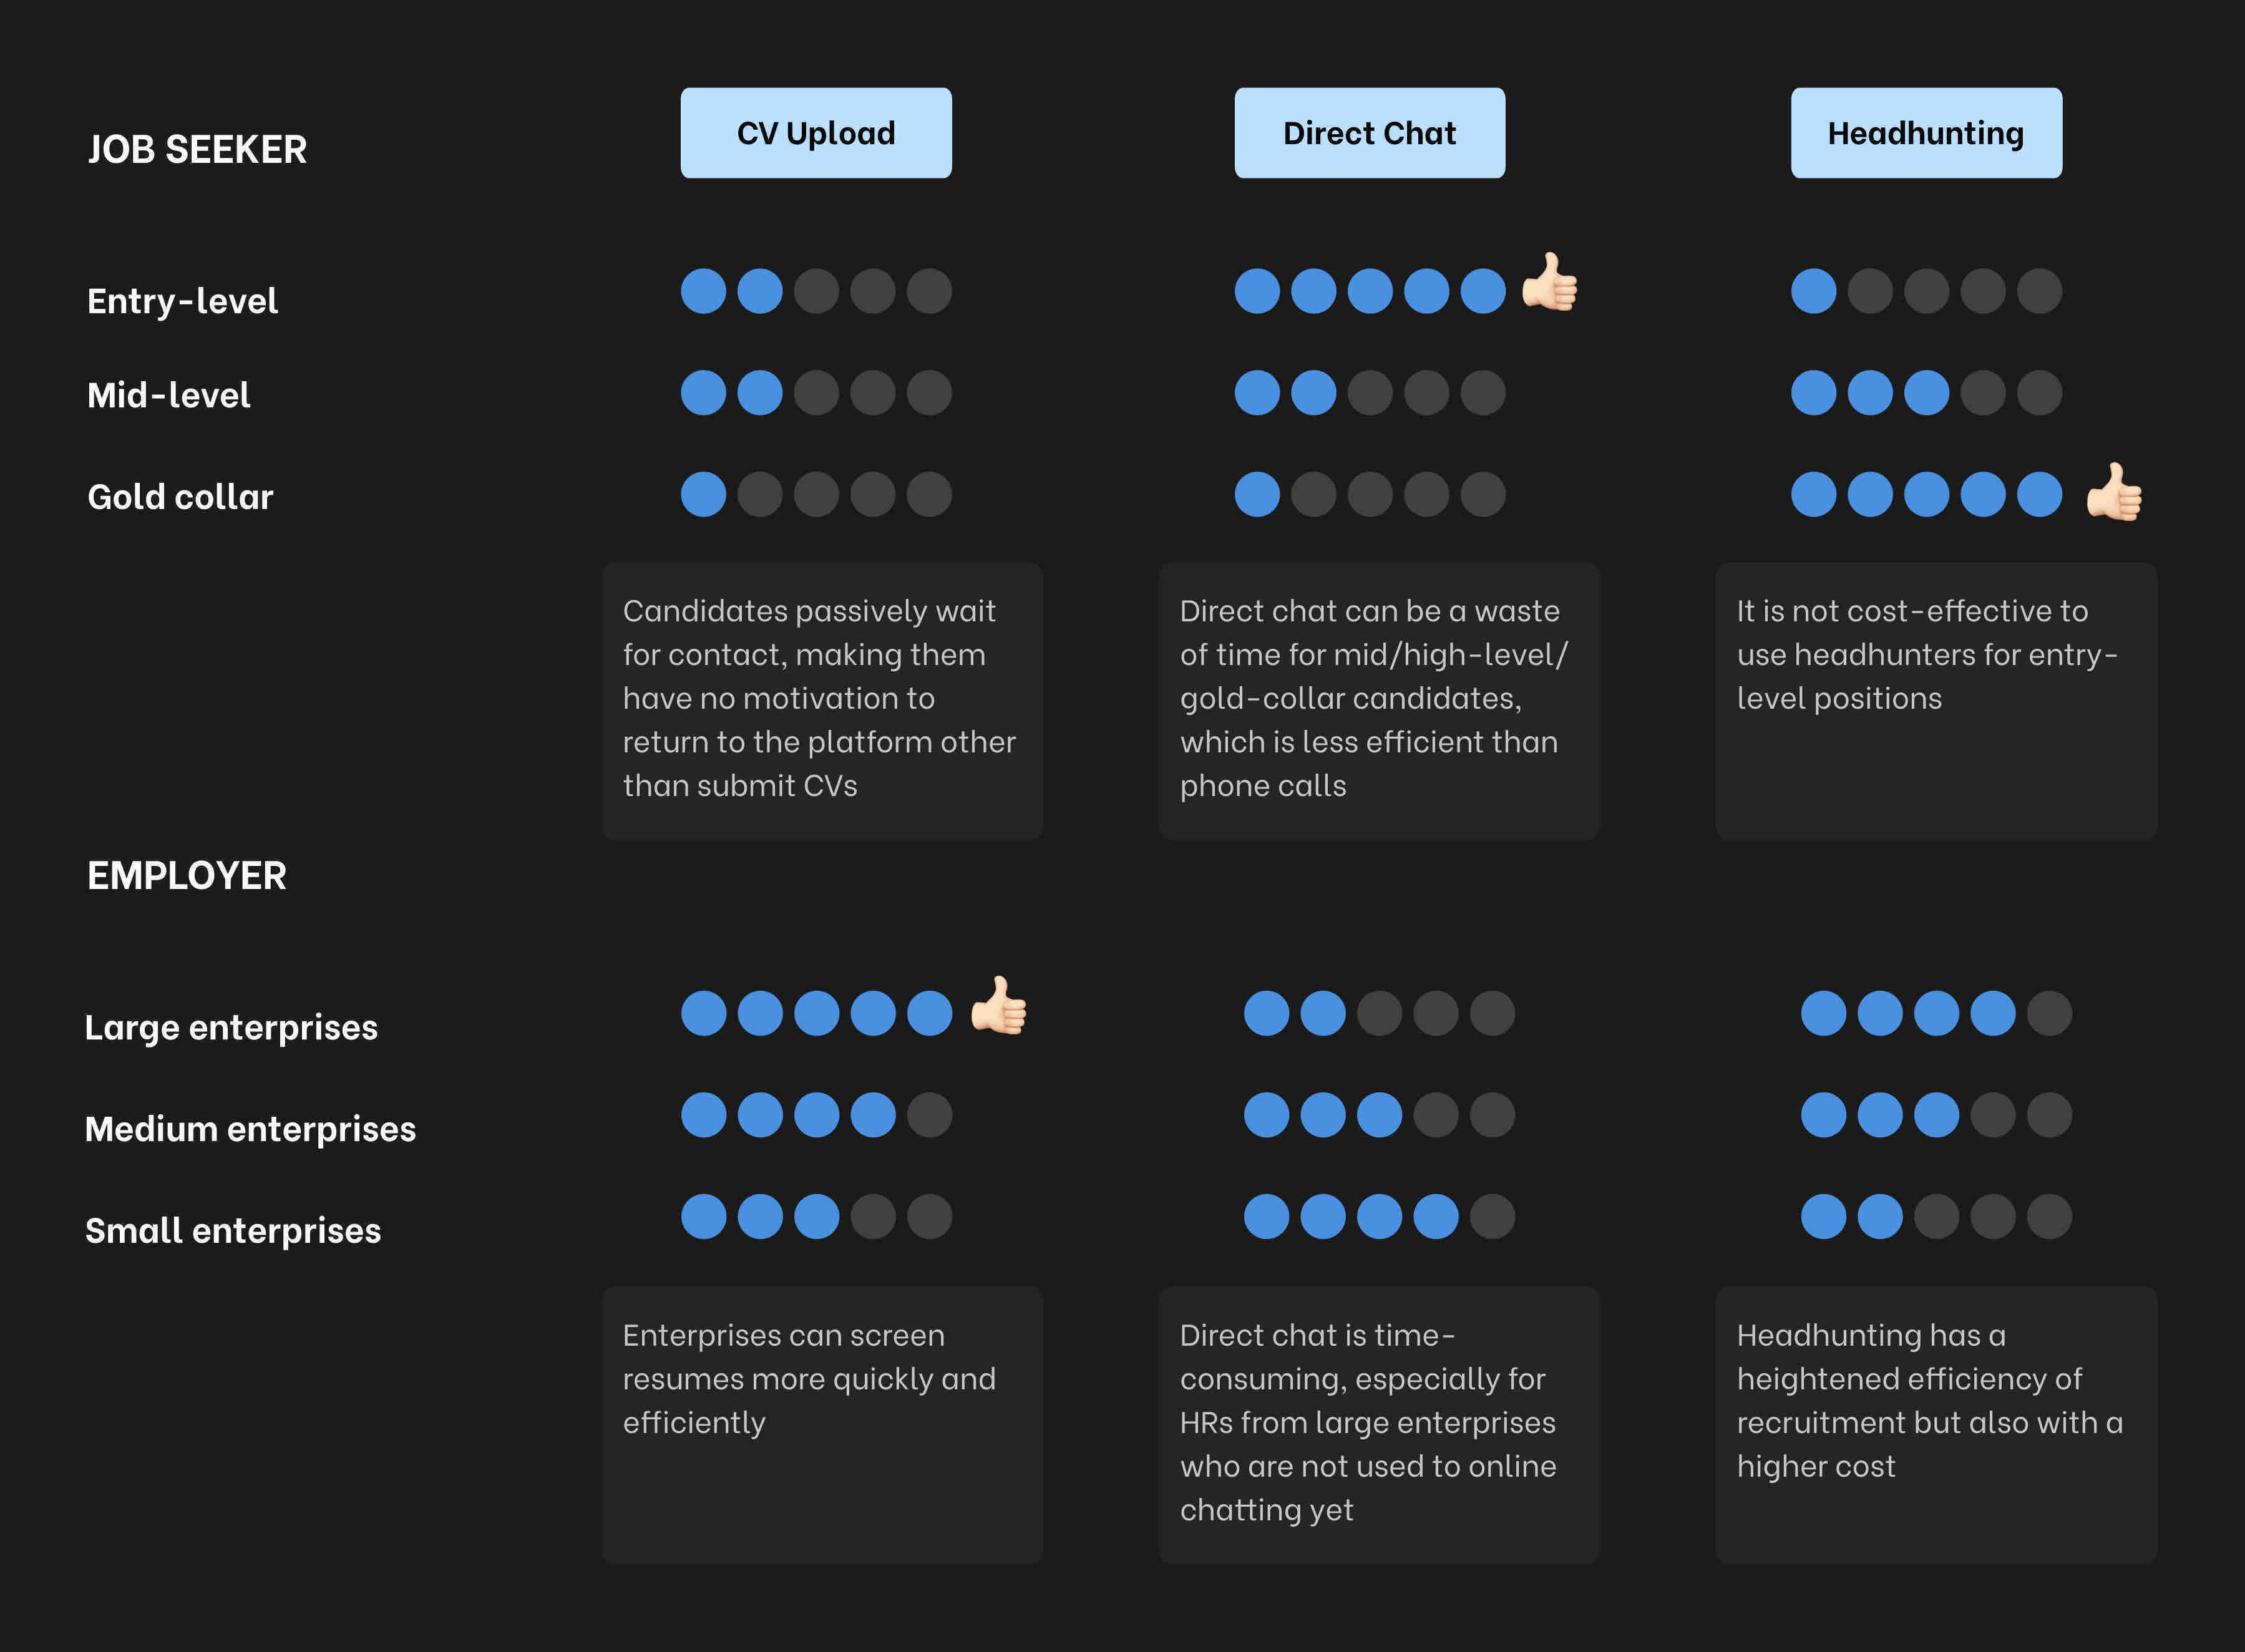 JOB SEEKER
CV Upload
Direct Chat
Headhunting
Entry-level
Mid-level
Gold collar
Candidates passively wait
for contact, making them
have no motivation to
return to the platform other
than submit CVs
Direct chat can be a waste
of time for mid/high-level/
gold-collar candidates,
which is less efficient than
phone calls
It is not cost-effective to
use headhunters for entry-
level positions
EMPLOYER
Large enterprises
Medium enterprises
Small enterprises
Enterprises can screen
resumes more quickly and
efficiently
Direct chat is time-
consuming, especially for
HRs from large enterprises
who are not used to online
chatting yet
Headhunting has a
heightened efficiency of
recruitment but also with a
higher cost